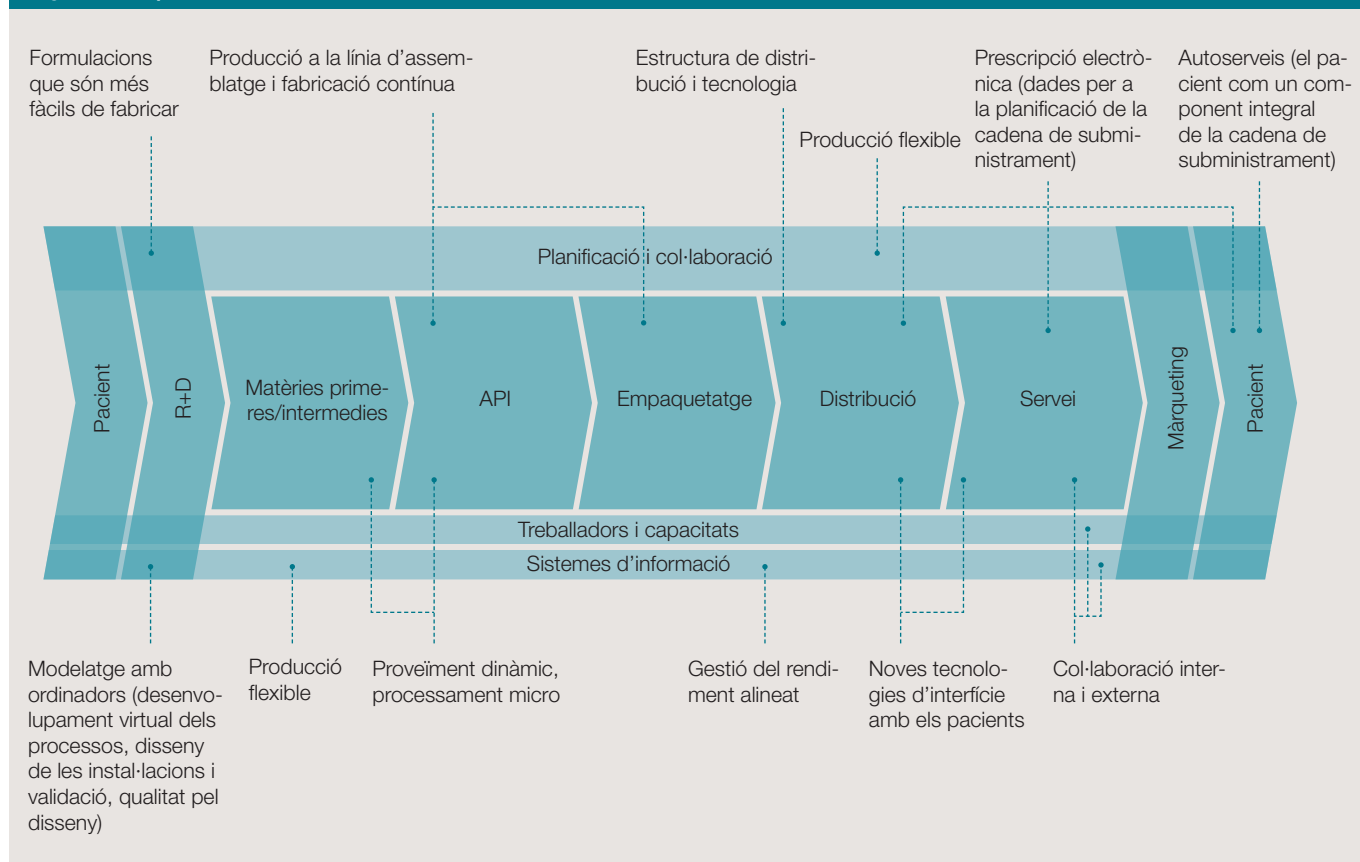 Formulacions
que són més
fàcils de fabricar
Producció a la línia d’assem-
blatge i fabricació contínua
Estructura de distri-
bució i tecnologia
Producció flexible
Prescripció electrò-
nica (dades per a
la planificació de la
cadena de submi-
nistrament)
Autoserveis (el pa-
cient com un com-
ponent integral
de la cadena de
subministrament)
Planificació i col·laboració
Pacient
R+D
Matèries prime-
res/intermedies
API
Empaquetatge
Distribució
Servei
Màrqueting
Pacient
Treballadors i capacitats
Sistemes d’informació
Modelatge amb
ordinadors (desenvo-
lupament virtual dels
processos, disseny
de les instal·lacions i
validació, qualitat pel
disseny)
Producció
flexible
Proveïment dinàmic,
processament micro
Gestió del rendi-
ment alineat
Noves tecnolo-
gies d’interfície
amb els pacients
Col·laboració inter-
na i externa